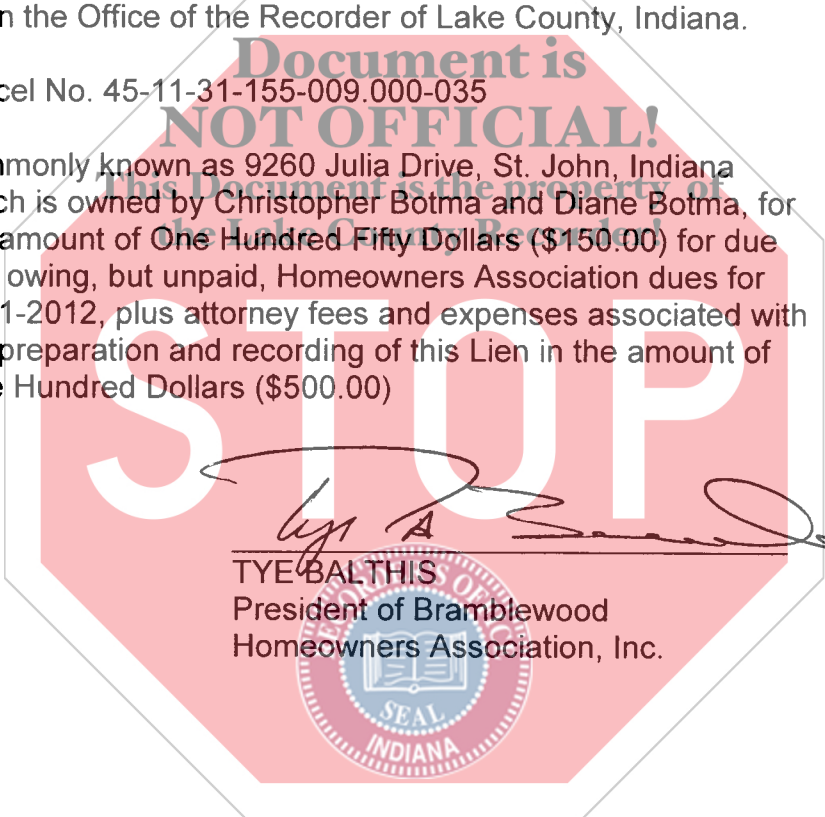 n the Office of the Recorder of Lake County, Indiana.
Document is
cel No. 45-11-31-155-009.000-035
NOT OFFICIAL!
monly known as 9260 Julia Drive, St. John, Indiana
This Document is the property of
ch is owned by Christopher Botma and Diane Botma, for
the Lake County Recorder!
amount of One Hundred Fifty Dollars ($150.00) for due
owing, but unpaid, Homeowners Association dues for
1-2012, plus attorney fees and expenses associated with
preparation and recording of this Lien in the amount of
e Hundred Dollars ($500.00)
STOP
TYE BALTHIS
President of Bramblewood
Homeowners Association, Inc.
RECORDER'S OFFICE
SEAL
INDIANA